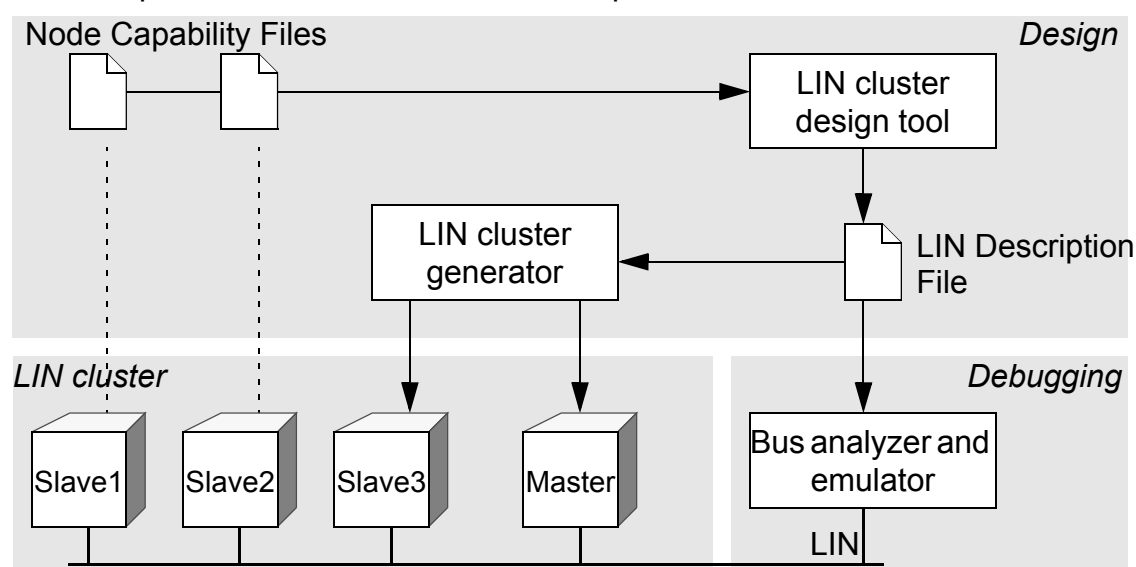 Node Capability Files
Design
LIN cluster
design tool
LIN cluster
generator
LIN Description
File
LIN cluster
Debugging
Slave1
Slave2
Slave3
Master
Bus analyzer and
emulator
LIN